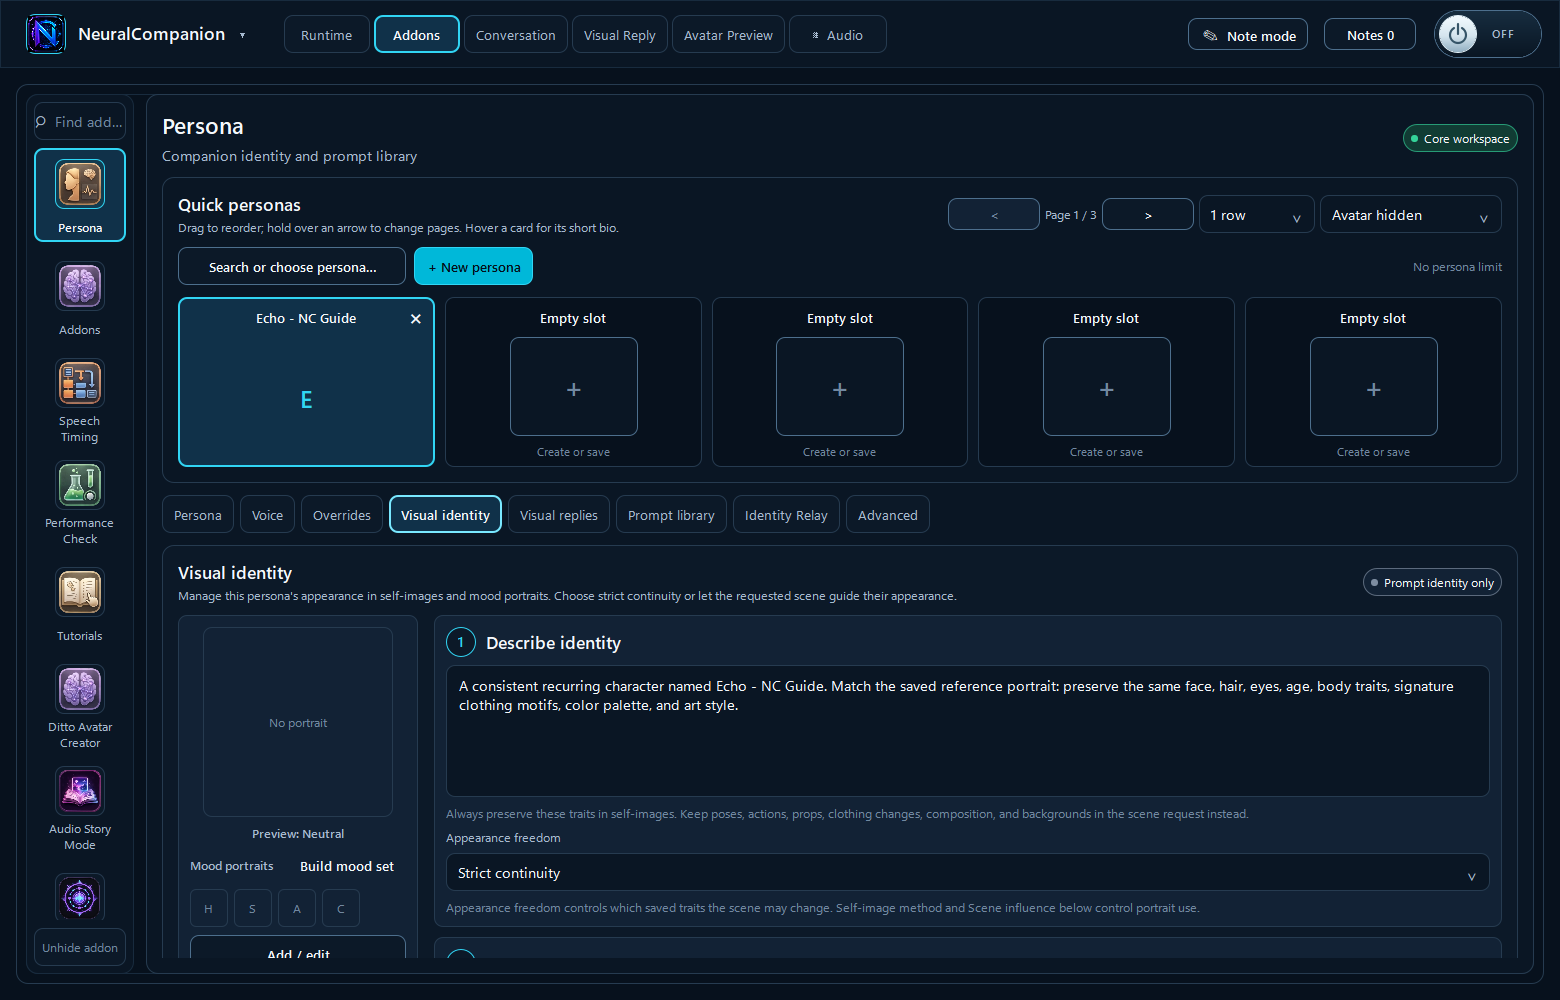 NeuralCompanion
Runtime
Addons
Conversation
Visual Reply
Avatar Preview
Audio
Note mode
Notes 0
OFF
Find add...
Persona
Addons
Speech
Timing
Performance
Check
Tutorials
Ditto Avatar
Creator
Audio Story
Mode
Unhide addon
Persona
Companion identity and prompt library
Core workspace
Quick personas
Drag to reorder; hold over an arrow to change pages. Hover a card for its short bio.
<
Page 1 / 3
>
1 row
Avatar hidden
Search or choose persona...
+ New persona
No persona limit
Echo - NC Guide
E
Empty slot
+
Create or save
Empty slot
+
Create or save
Empty slot
+
Create or save
Empty slot
+
Create or save
Persona
Voice
Overrides
Visual identity
Visual replies
Prompt library
Identity Relay
Advanced
Visual identity
Manage this persona's appearance in self-images and mood portraits. Choose strict continuity or let the requested scene guide their appearance.
Prompt identity only
No portrait
Preview: Neutral
Mood portraits
Build mood set
H
S
A
C
Add / edit
1
Describe identity
A consistent recurring character named Echo - NC Guide. Match the saved reference portrait: preserve the same face, hair, eyes, age, body traits, signature
clothing motifs, color palette, and art style.
Always preserve these traits in self-images. Keep poses, actions, props, clothing changes, composition, and backgrounds in the scene request instead.
Appearance freedom
Strict continuity
Appearance freedom controls which saved traits the scene may change. Self-image method and Scene influence below control portrait use.